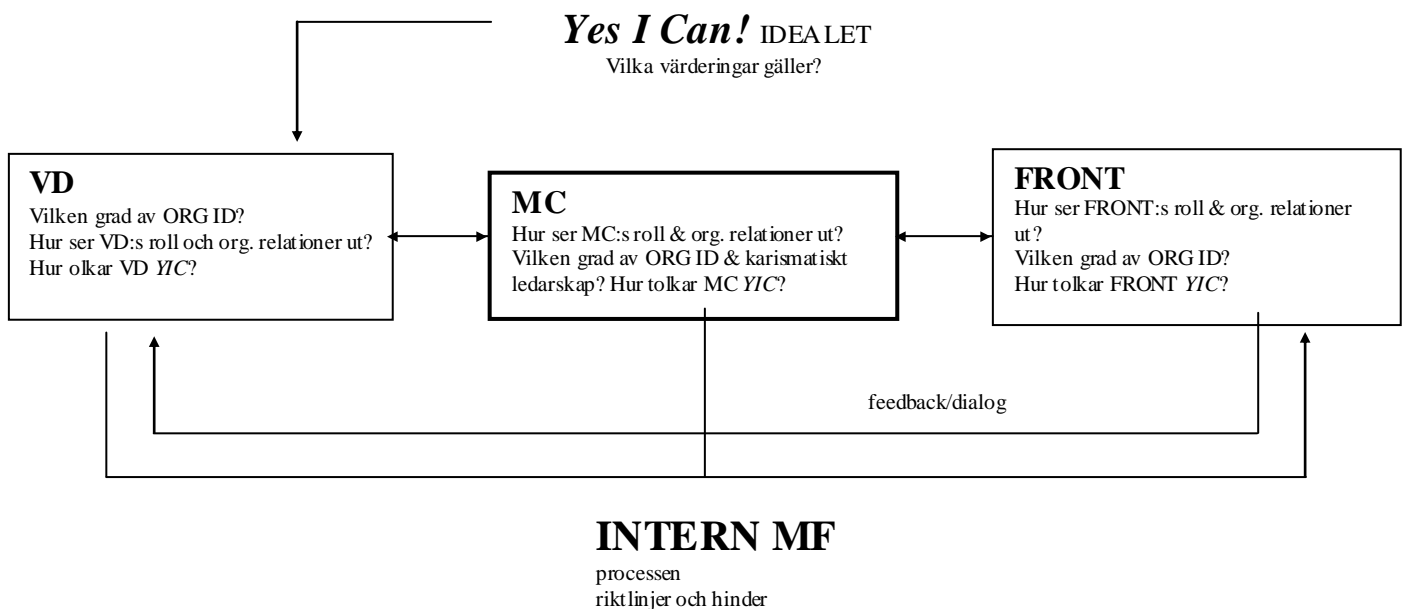 Yes I Can! IDEALET
Vilka värderingar gäller?
VD
Vilken grad av ORG ID?
Hur ser VD:s roll och org. relationer ut?
Hur olkar VD YIC?
MC
Hur ser MC:s roll & org. relationer ut?
Vilken grad av ORG ID & karismatiskt
ledarskap? Hur tolkar MC YIC?
FRONT
Hur ser FRONT:s roll & org. relationer
ut?
Vilken grad av ORG ID?
Hur tolkar FRONT YIC?
feedback/dialog
INTERN MF
processen
riktlinjer och hinder